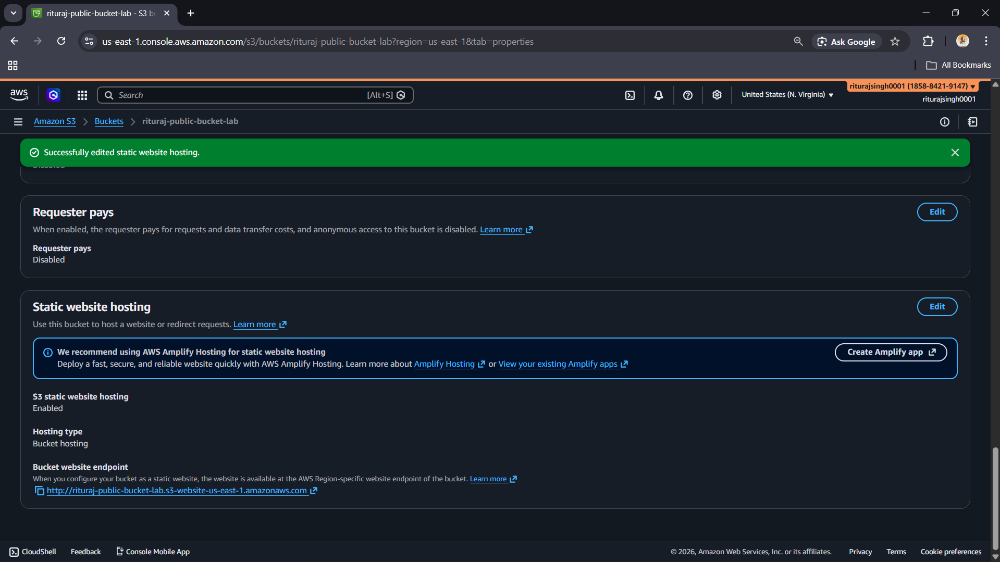 rituraj-public-bucket-lab - S3 b
us-east-1.console.aws.amazon.com/s3/buckets/rituraj-public-bucket-lab?region=us-east-1&tab=properties
Ask Google
All Bookmarks
aws
Search
[Alt+S]
United States (N. Virginia)
riturajsingh0001 (1858-8421-9147)
riturajsingh0001
Amazon S3
Buckets
rituraj-public-bucket-lab
Successfully edited static website hosting.
Disabled
Requester pays
Edit
When enabled, the requester pays for requests and data transfer costs, and anonymous access to this bucket is disabled. Learn more
Requester pays
Disabled
Static website hosting
Edit
Use this bucket to host a website or redirect requests. Learn more
We recommend using AWS Amplify Hosting for static website hosting
Create Amplify app
Deploy a fast, secure, and reliable website quickly with AWS Amplify Hosting. Learn more about Amplify Hosting or View your existing Amplify apps
S3 static website hosting
Enabled
Hosting type
Bucket hosting
Bucket website endpoint
When you configure your bucket as a static website, the website is available at the AWS Region-specific website endpoint of the bucket. Learn more
http://rituraj-public-bucket-lab.s3-website-us-east-1.amazonaws.com
CloudShell
Feedback
Console Mobile App
© 2026, Amazon Web Services, Inc. or its affiliates.
Privacy
Terms
Cookie preferences